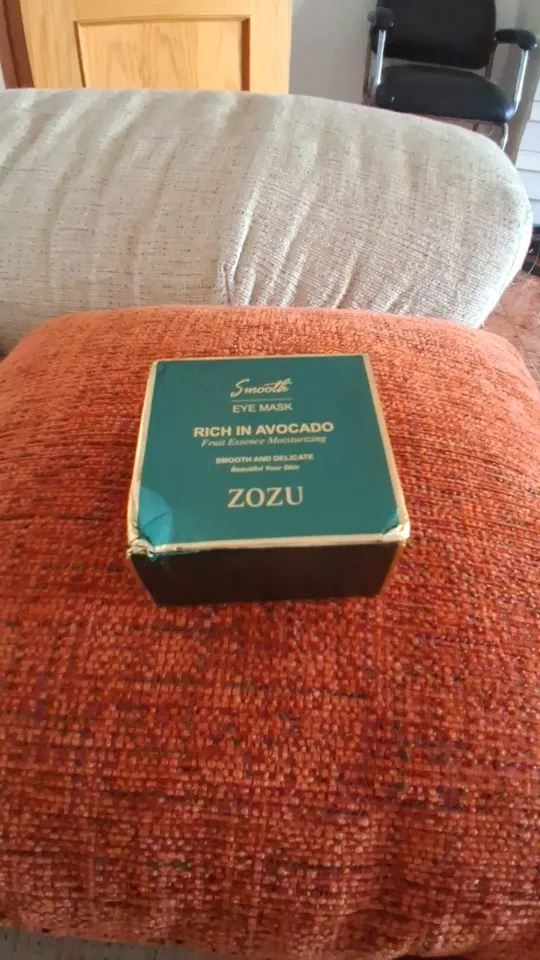 Smooth
EYE MASK
RICH IN AVOCADO
Fruit Essence Moisturizing
SMOOTH AND DELICATE
Beautiful Your Skin
ZOZU